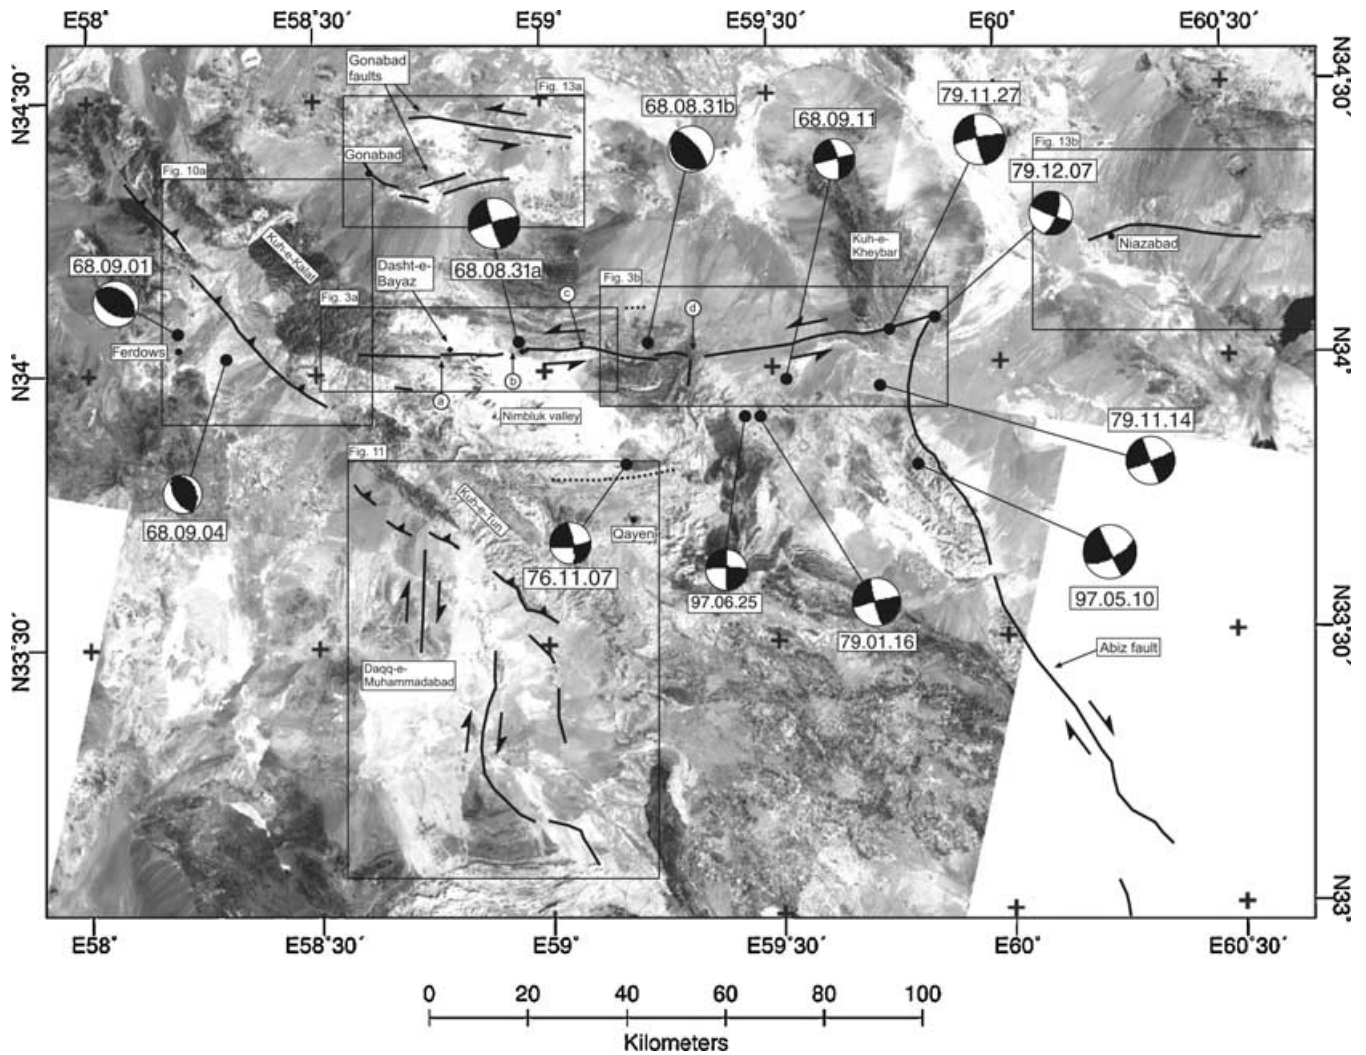 E58° E58°30' E59° E59°30' E60° E60°30'
N34°30'
N34°
N33°30'
N34°30'
N34°
N33°30'
N33°
Gonabad
faults
Fig. 13a
68.08.31b
68.09.11
79.11.27
79.12.07
Fig. 13b
Gonabad
Fig. 10a
Kuh-e-Kalat
68.09.01
Ferdows
Dasht-e-
Bayaz
68.08.31a
Fig. 3a
Fig. 3b
Kuh-e-
Kheybar
Niazabad
a
b
c
d
Nimbluk valley
79.11.14
Fig. 11
Kuh-e-Tun
Qayen
68.09.04
76.11.07
97.06.25
79.01.16
97.05.10
Daqq-e-
Muhammadabad
Abiz fault
E58° E58°30' E59° E59°30' E60° E60°30'
0 20 40 60 80 100
Kilometers